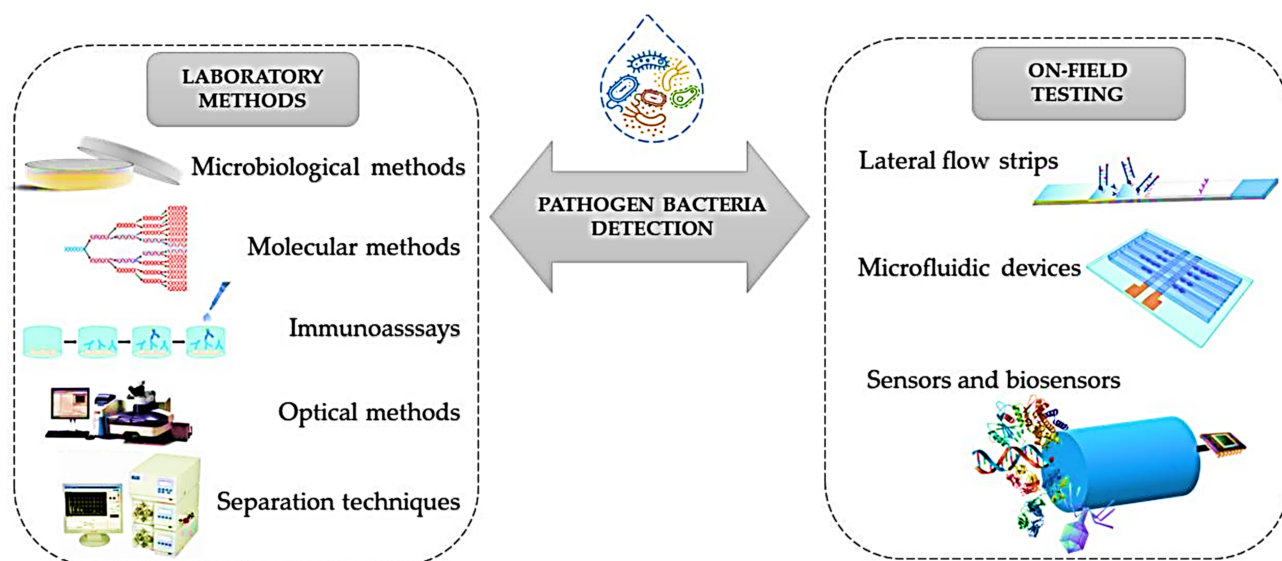 LABORATORY
METHODS
Microbiological methods
Molecular methods
Immunoasssays
Optical methods
Separation techniques
PATHOGEN BACTERIA
DETECTION
ON-FIELD
TESTING
Lateral flow strips
Microfluidic devices
Sensors and biosensors